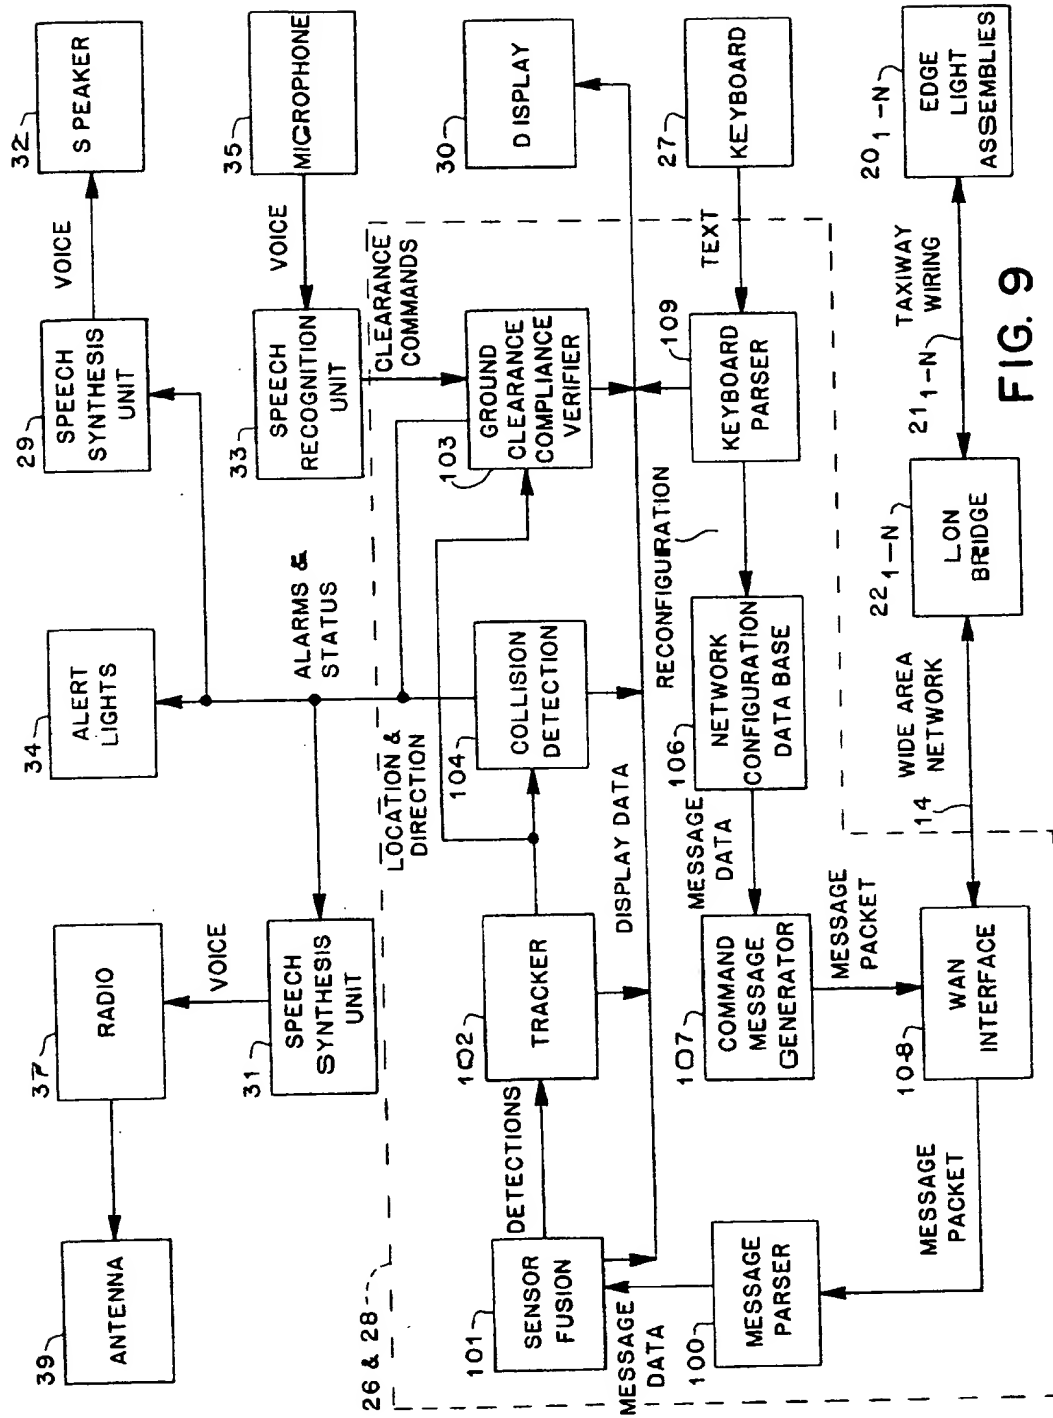 39
ANTENNA
37
RADIO
VOICE
31
SPEECH
SYNTHESIS
UNIT
34
ALERT
LIGHTS
ALARMS &
STATUS
29
SPEECH
SYNTHESIS
UNIT
VOICE
32
SPEAKER
35
MICROPHONE
VOICE
33
SPEECH
RECOGNITION
UNIT
CLEARANCE
COMMANDS
26 & 28
LOCATION &
DIRECTION
101
SENSOR
FUSION
DETECTIONS
102
TRACKER
104
COLLISION
DETECTION
103
GROUND
CLEARANCE
COMPLIANCE
VERIFIER
30
DISPLAY
DISPLAY DATA
MESSAGE
DATA
100
MESSAGE
PARSER
107
COMMAND
MESSAGE
GENERATOR
MESSAGE
DATA
106
NETWORK
CONFIGURATION
DATA BASE
RECONFIGURATION
109
KEYBOARD
PARSER
TEXT
27
KEYBOARD
MESSAGE
PACKET
MESSAGE
PACKET
108
WAN
INTERFACE
14
WIDE AREA
NETWORK
22 1-N
LON
BRIDGE
21 1-N
TAXIWAY
WIRING
20 1-N
EDGE
LIGHT
ASSEMBLIES
FIG. 9